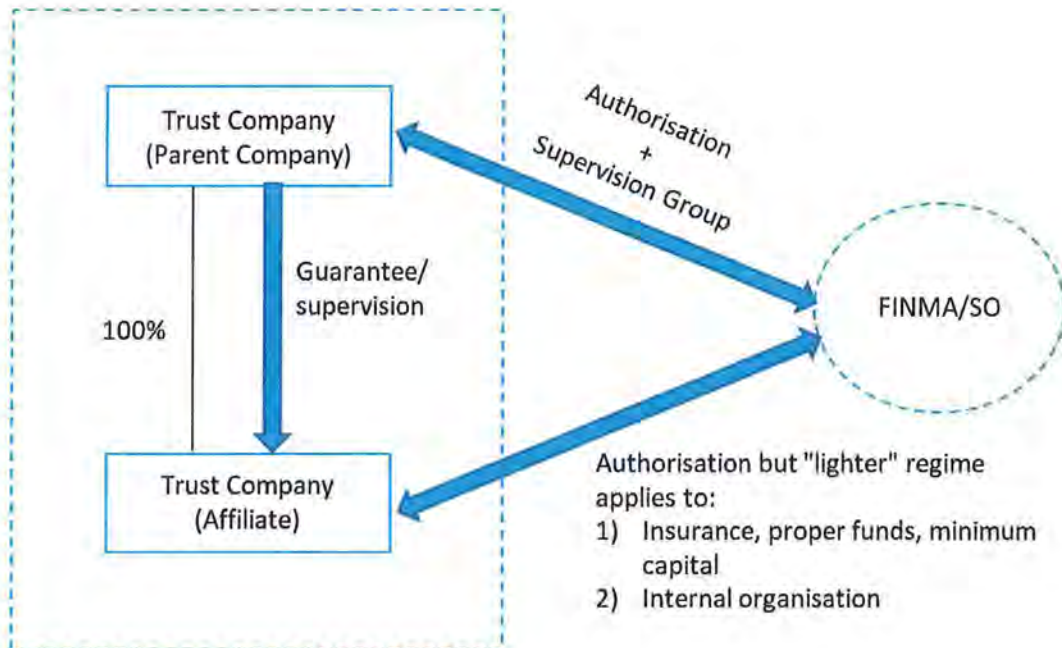 Trust Company
(Parent Company)
Authorisation
+
Supervision Group
Guarantee/
supervision
100%
FINMA/SO
Trust Company
(Affiliate)
Authorisation but "lighter" regime
applies to:
1) Insurance, proper funds, minimum
capital
2) Internal organisation